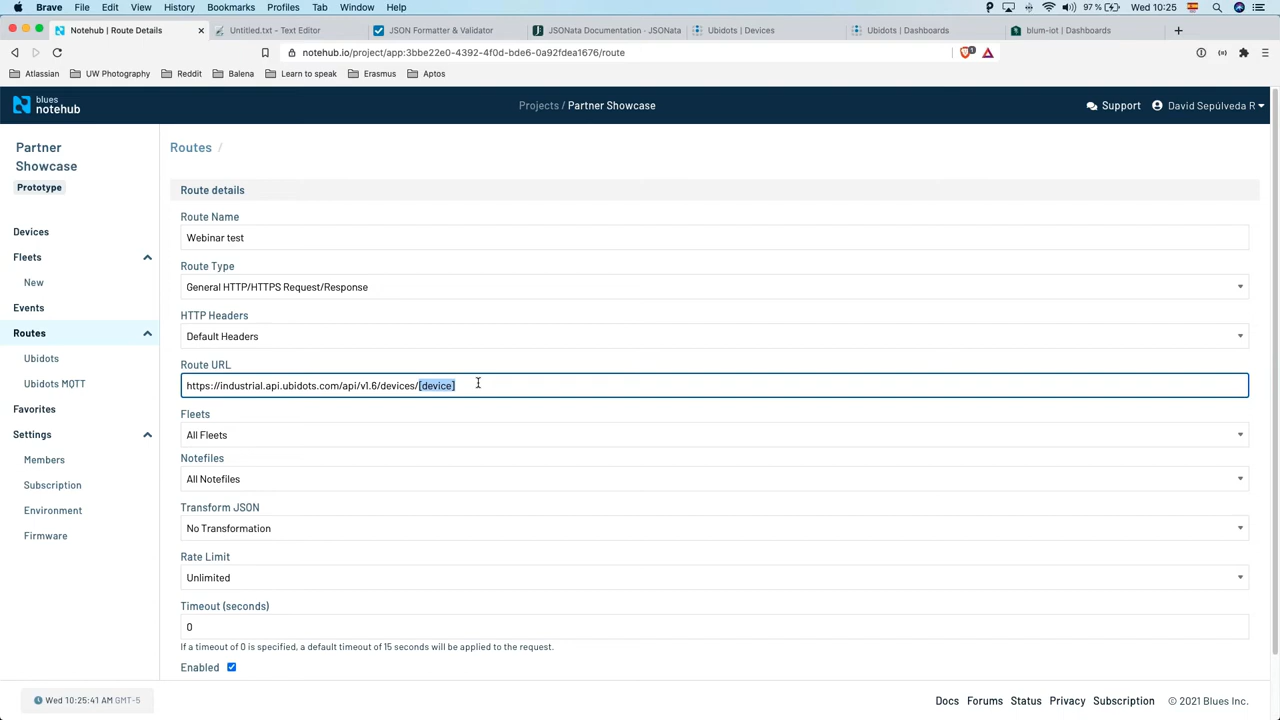 Brave File Edit View History Bookmarks Profiles Tab Window Help 97 % Wed 10:25
Notehub | Route Details Untitled.txt - Text Editor JSON Formatter & Validator JSONata Documentation · JSONata Ubidots | Devices Ubidots | Dashboards blum-iot | Dashboards
notehub.io/project/app:3bbe22e0-4392-4f0d-bde6-0a92fdea1676/route
Atlassian UW Photography Reddit Balena Learn to speak Erasmus Aptos
blues
notehub
Projects / Partner Showcase
Support David Sepúlveda R
Partner
Showcase
Prototype
Devices
Fleets
New
Events
Routes
Ubidots
Ubidots MQTT
Favorites
Settings
Members
Subscription
Environment
Firmware
Routes /
Route details
Route Name
Webinar test
Route Type
General HTTP/HTTPS Request/Response
HTTP Headers
Default Headers
Route URL
https://industrial.api.ubidots.com/api/v1.6/devices/[device]
Fleets
All Fleets
Notefiles
All Notefiles
Transform JSON
No Transformation
Rate Limit
Unlimited
Timeout (seconds)
0
If a timeout of 0 is specified, a default timeout of 15 seconds will be applied to the request.
Enabled
Wed 10:25:41 AM GMT-5
Docs Forums Status Privacy Subscription © 2021 Blues Inc.